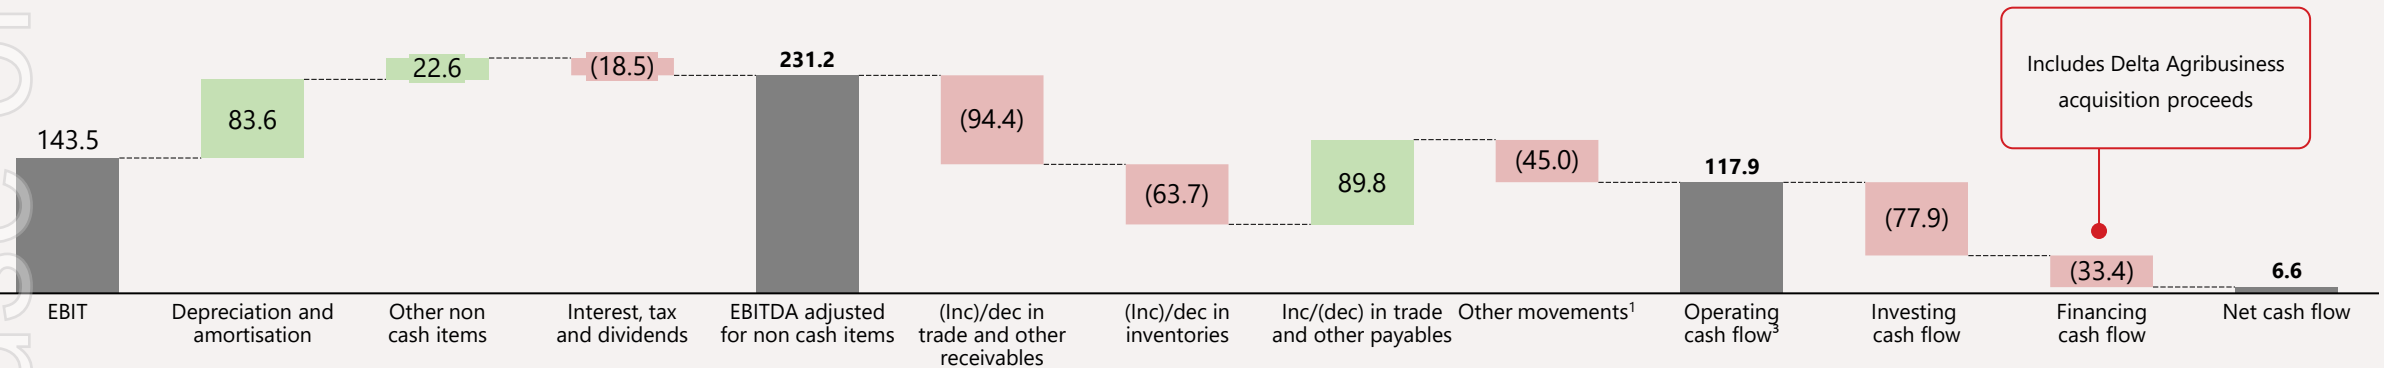 Includes Delta Agribusiness
acquisition proceeds
143.5
83.6
22.6
(18.5)
231.2
(94.4)
(63.7)
89.8
(45.0)
117.9
(77.9)
(33.4)
6.6
EBIT
Depreciation and
amortisation
Other non
cash items
Interest, tax
and dividends
EBITDA adjusted
for non cash items
(Inc)/dec in
trade and other
receivables
(Inc)/dec in
inventories
Inc/(dec) in trade
and other payables
Other movements¹
Operating
cash flow³
Investing
cash flow
Financing
cash flow
Net cash flow